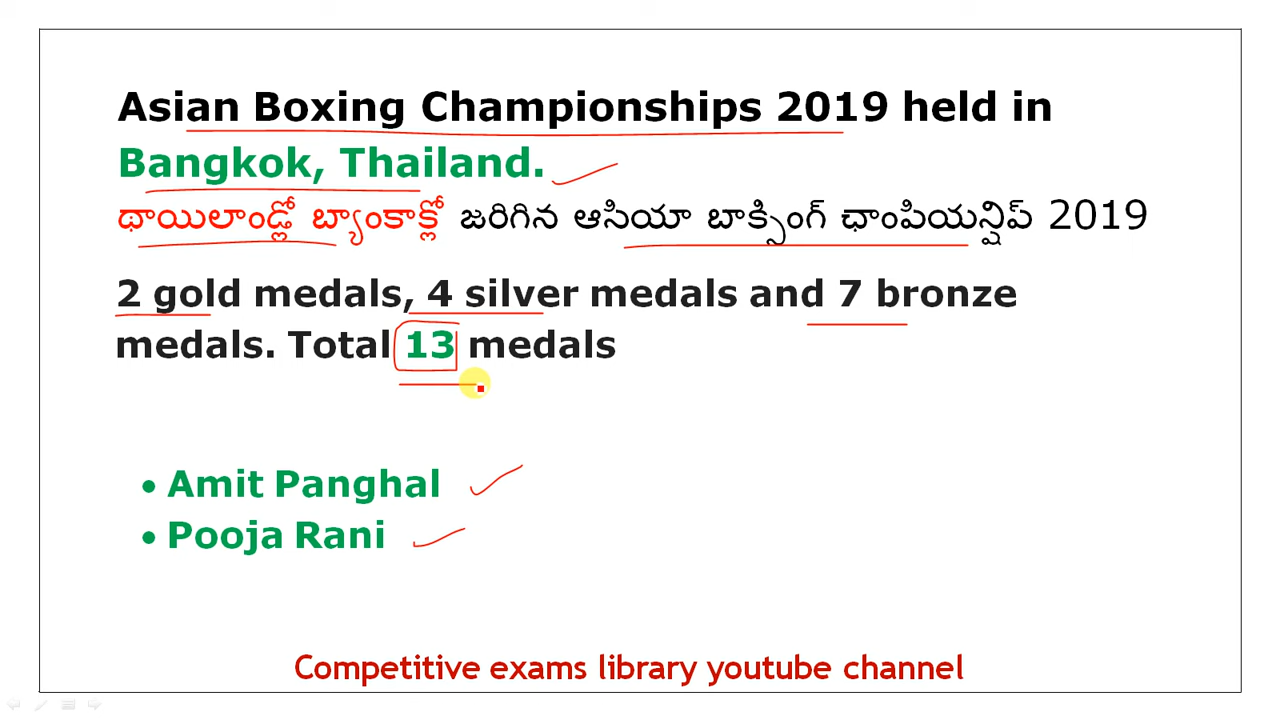 Asian Boxing Championships 2019 held in
Bangkok, Thailand.
థాయిలాండ్లో బ్యాంకాక్లో జరిగిన ఆసియా బాక్సింగ్ ఛాంపియన్షిప్ 2019
2 gold medals, 4 silver medals and 7 bronze
medals. Total 13 medals
• Amit Panghal
• Pooja Rani
Competitive exams library youtube channel